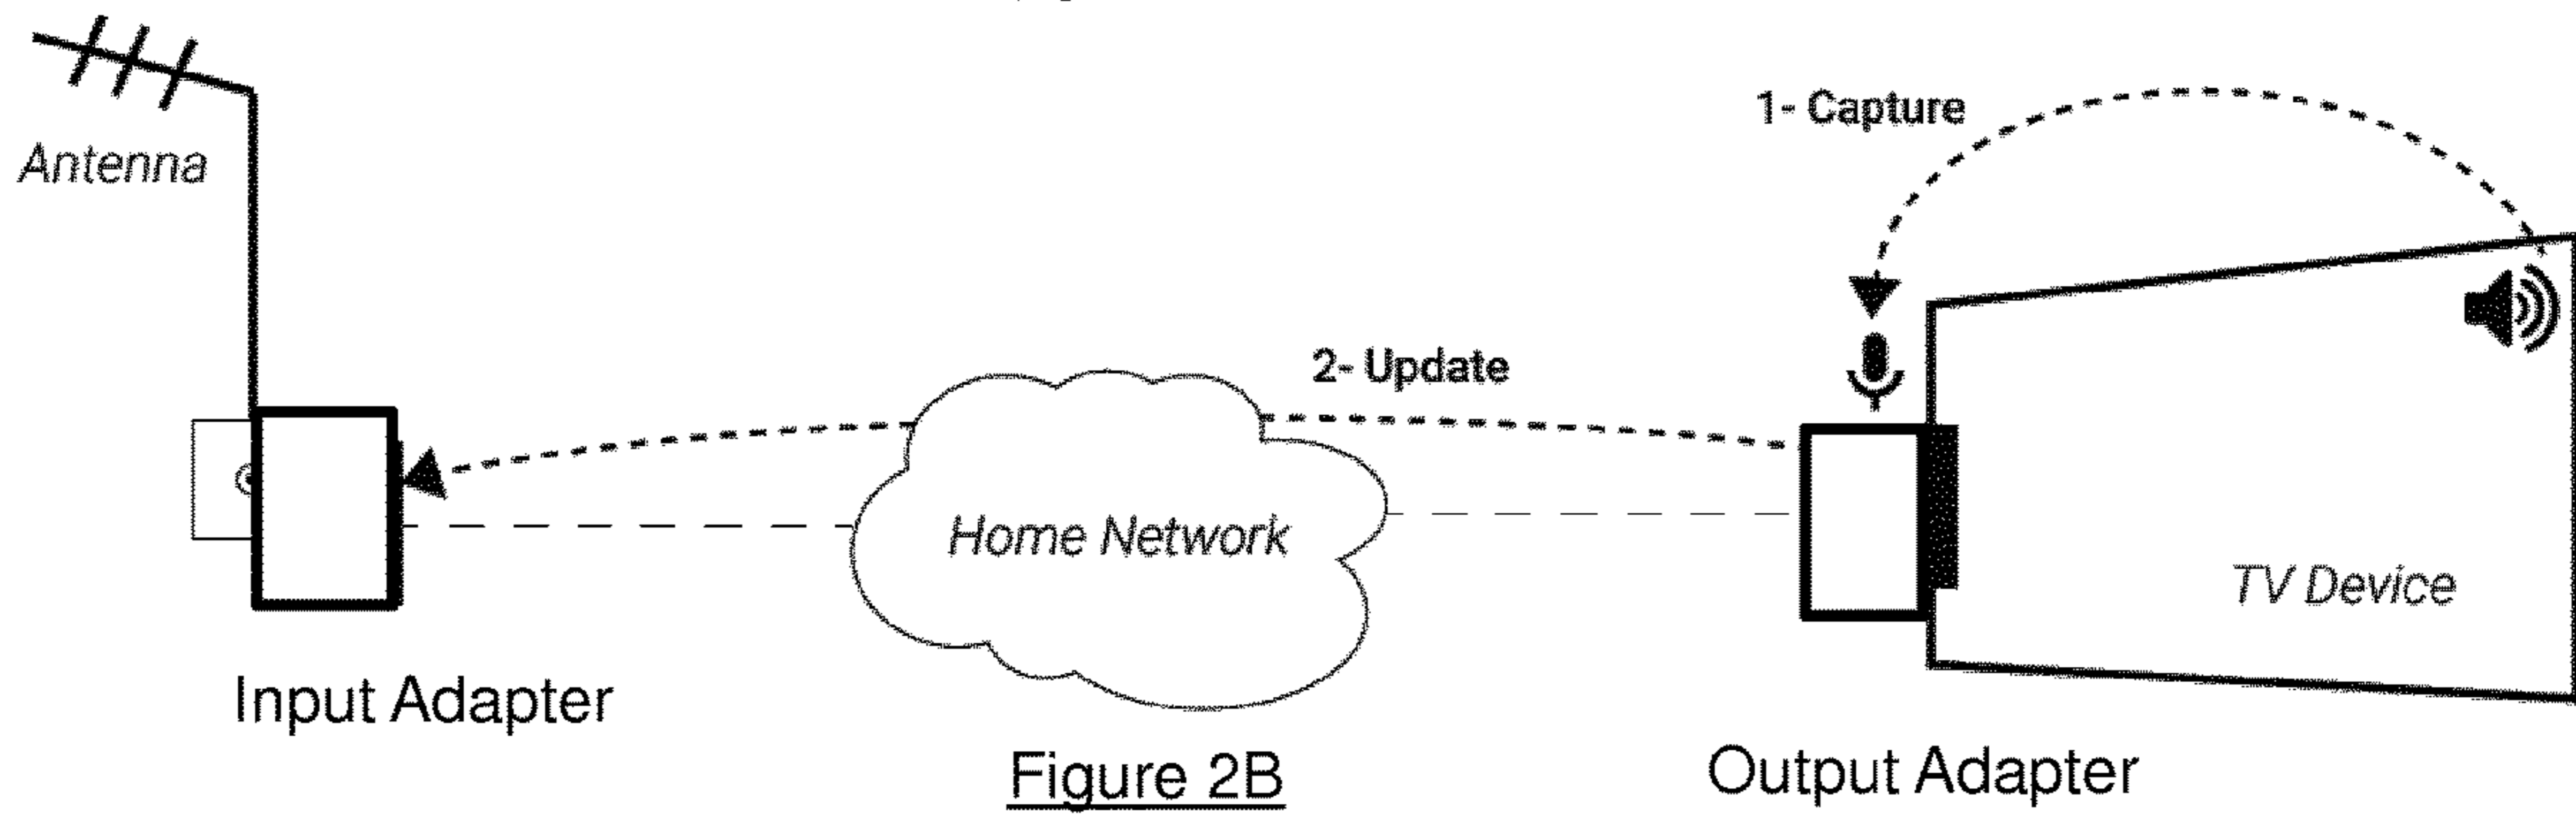 Antenna
1- Capture
2- Update
Home Network
TV Device
Input Adapter
Output Adapter
Figure 2B